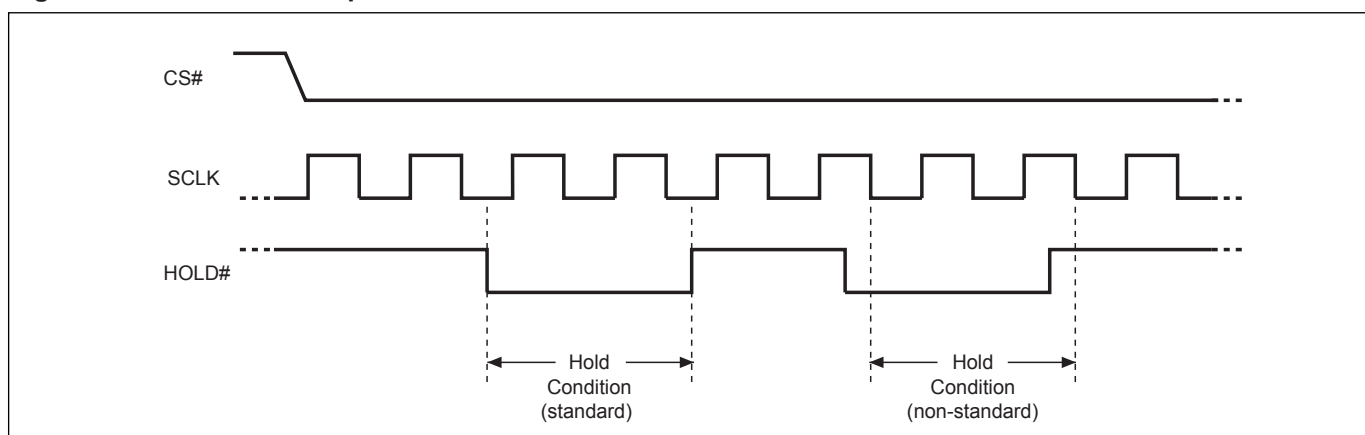 CS#
SCLK
HOLD#
Hold
Condition
(standard)
Hold
Condition
(non-standard)